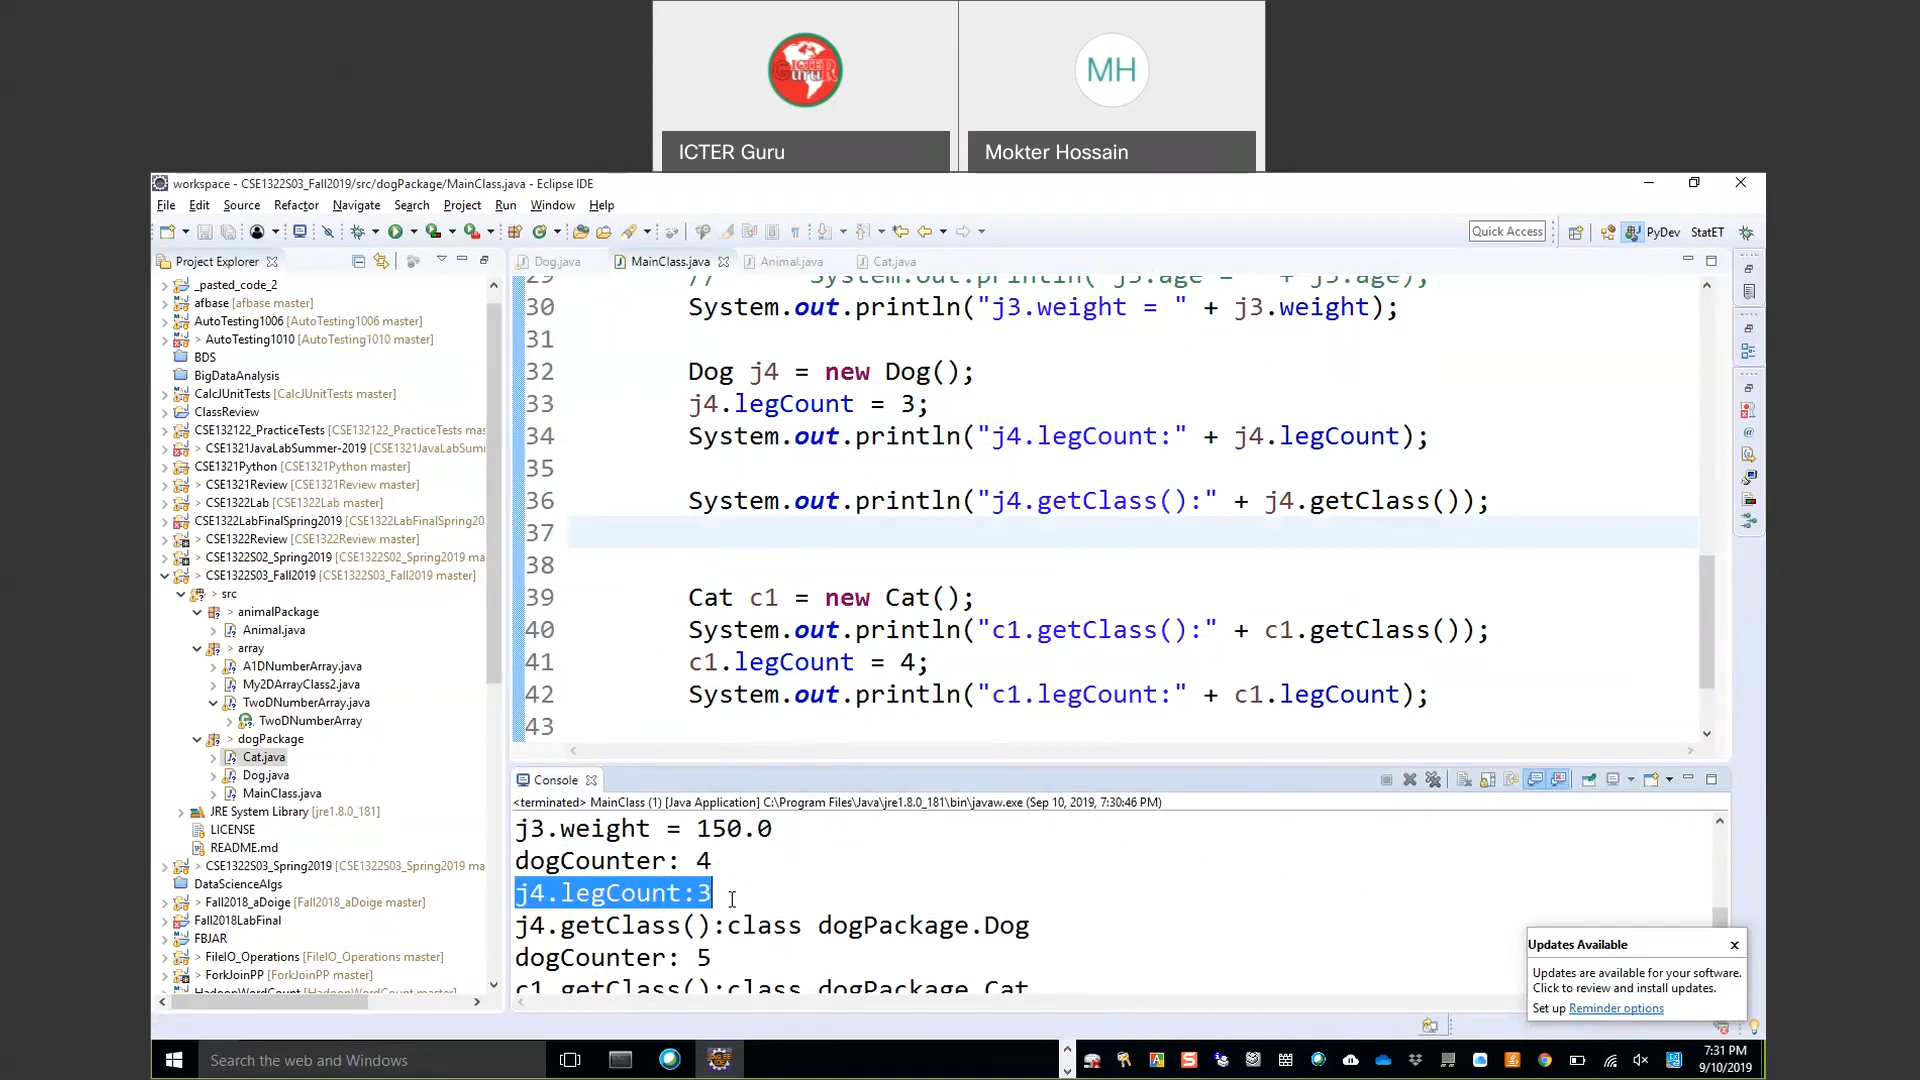 MH
ICTER Guru
Mokter Hossain
workspace - CSE1322S03_Fall2019/src/dogPackage/MainClass.java - Eclipse IDE
File Edit Source Refactor Navigate Search Project Run Window Help
Quick Access
PyDev
StatET
Project Explorer
Dog.java
MainClass.java
Animal.java
Cat.java
_pasted_code_2
afbase [afbase master]
AutoTesting1006 [AutoTesting1006 master]
> AutoTesting1010 [AutoTesting1010 master]
BDS
BigDataAnalysis
CalcJUnitTests [CalcJUnitTests master]
ClassReview
CSE132122_PracticeTests [CSE132122_PracticeTests mas
> CSE1321JavaLabSummer-2019 [CSE1321JavaLabSum
CSE1321Python [CSE1321Python master]
> CSE1321Review [CSE1321Review master]
> CSE1322Lab [CSE1322Lab master]
CSE1322LabFinalSpring2019 [CSE1322LabFinalSpring20
> CSE1322Review [CSE1322Review master]
> CSE1322S02_Spring2019 [CSE1322S02_Spring2019 ma
> CSE1322S03_Fall2019 [CSE1322S03_Fall2019 master]
> src
> animalPackage
Animal.java
array
A1DNumberArray.java
My2DArrayClass2.java
TwoDNumberArray.java
TwoDNumberArray
> dogPackage
Cat.java
Dog.java
MainClass.java
JRE System Library [jre1.8.0_181]
LICENSE
README.md
> CSE1322S03_Spring2019 [CSE1322S03_Spring2019 ma
DataScienceAlgs
> Fall2018_aDoige [Fall2018_aDoige master]
Fall2018LabFinal
FBJAR
> FileIO_Operations [FileIO_Operations master]
> ForkJoinPP [ForkJoinPP master]
HadoopWordCount [HadoopWordCount master]
29 // System.out.println("j3.age = " + j3.age);
30 System.out.println("j3.weight = " + j3.weight);
31
32 Dog j4 = new Dog();
33 j4.legCount = 3;
34 System.out.println("j4.legCount:" + j4.legCount);
35
36 System.out.println("j4.getClass():" + j4.getClass());
37
38
39 Cat c1 = new Cat();
40 System.out.println("c1.getClass():" + c1.getClass());
41 c1.legCount = 4;
42 System.out.println("c1.legCount:" + c1.legCount);
43
Console
<terminated> MainClass (1) [Java Application] C:\Program Files\Java\jre1.8.0_181\bin\javaw.exe (Sep 10, 2019, 7:30:46 PM)
j3.weight = 150.0
dogCounter: 4
j4.legCount:3
j4.getClass():class dogPackage.Dog
dogCounter: 5
c1.getClass():class dogPackage.Cat
Updates Available
Updates are available for your software.
Click to review and install updates.
Set up Reminder options
Search the web and Windows
7:31 PM
9/10/2019